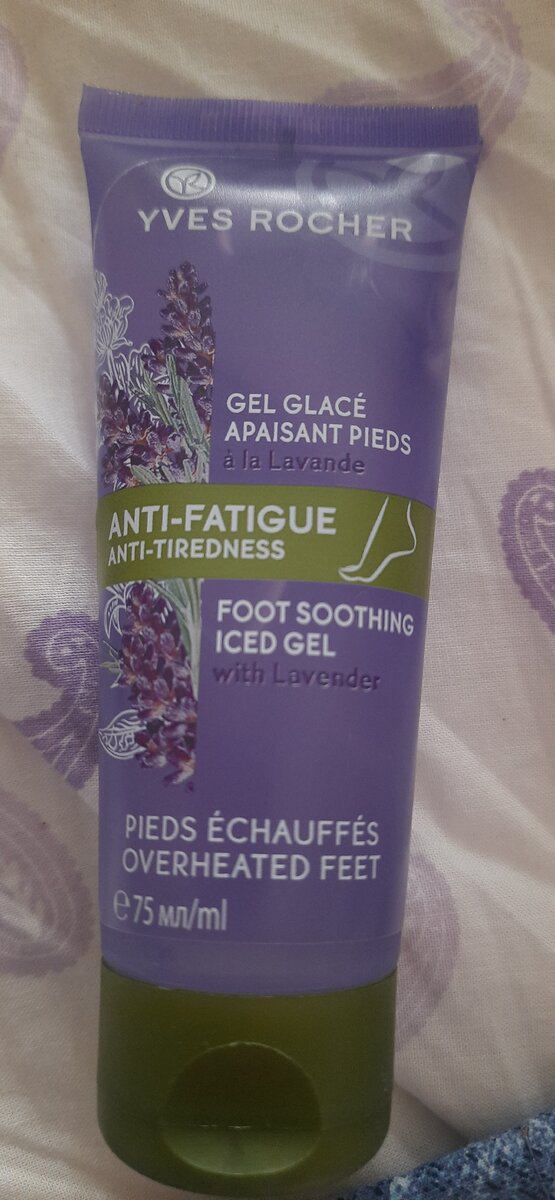 YVES ROCHER
GEL GLACÉ
APAISANT PIEDS
à la Lavande
ANTI-FATIGUE
ANTI-TIREDNESS
FOOT SOOTHING
ICED GEL
with Lavender
PIEDS ÉCHAUFFÉS
OVERHEATED FEET
℮ 75 мл/ml